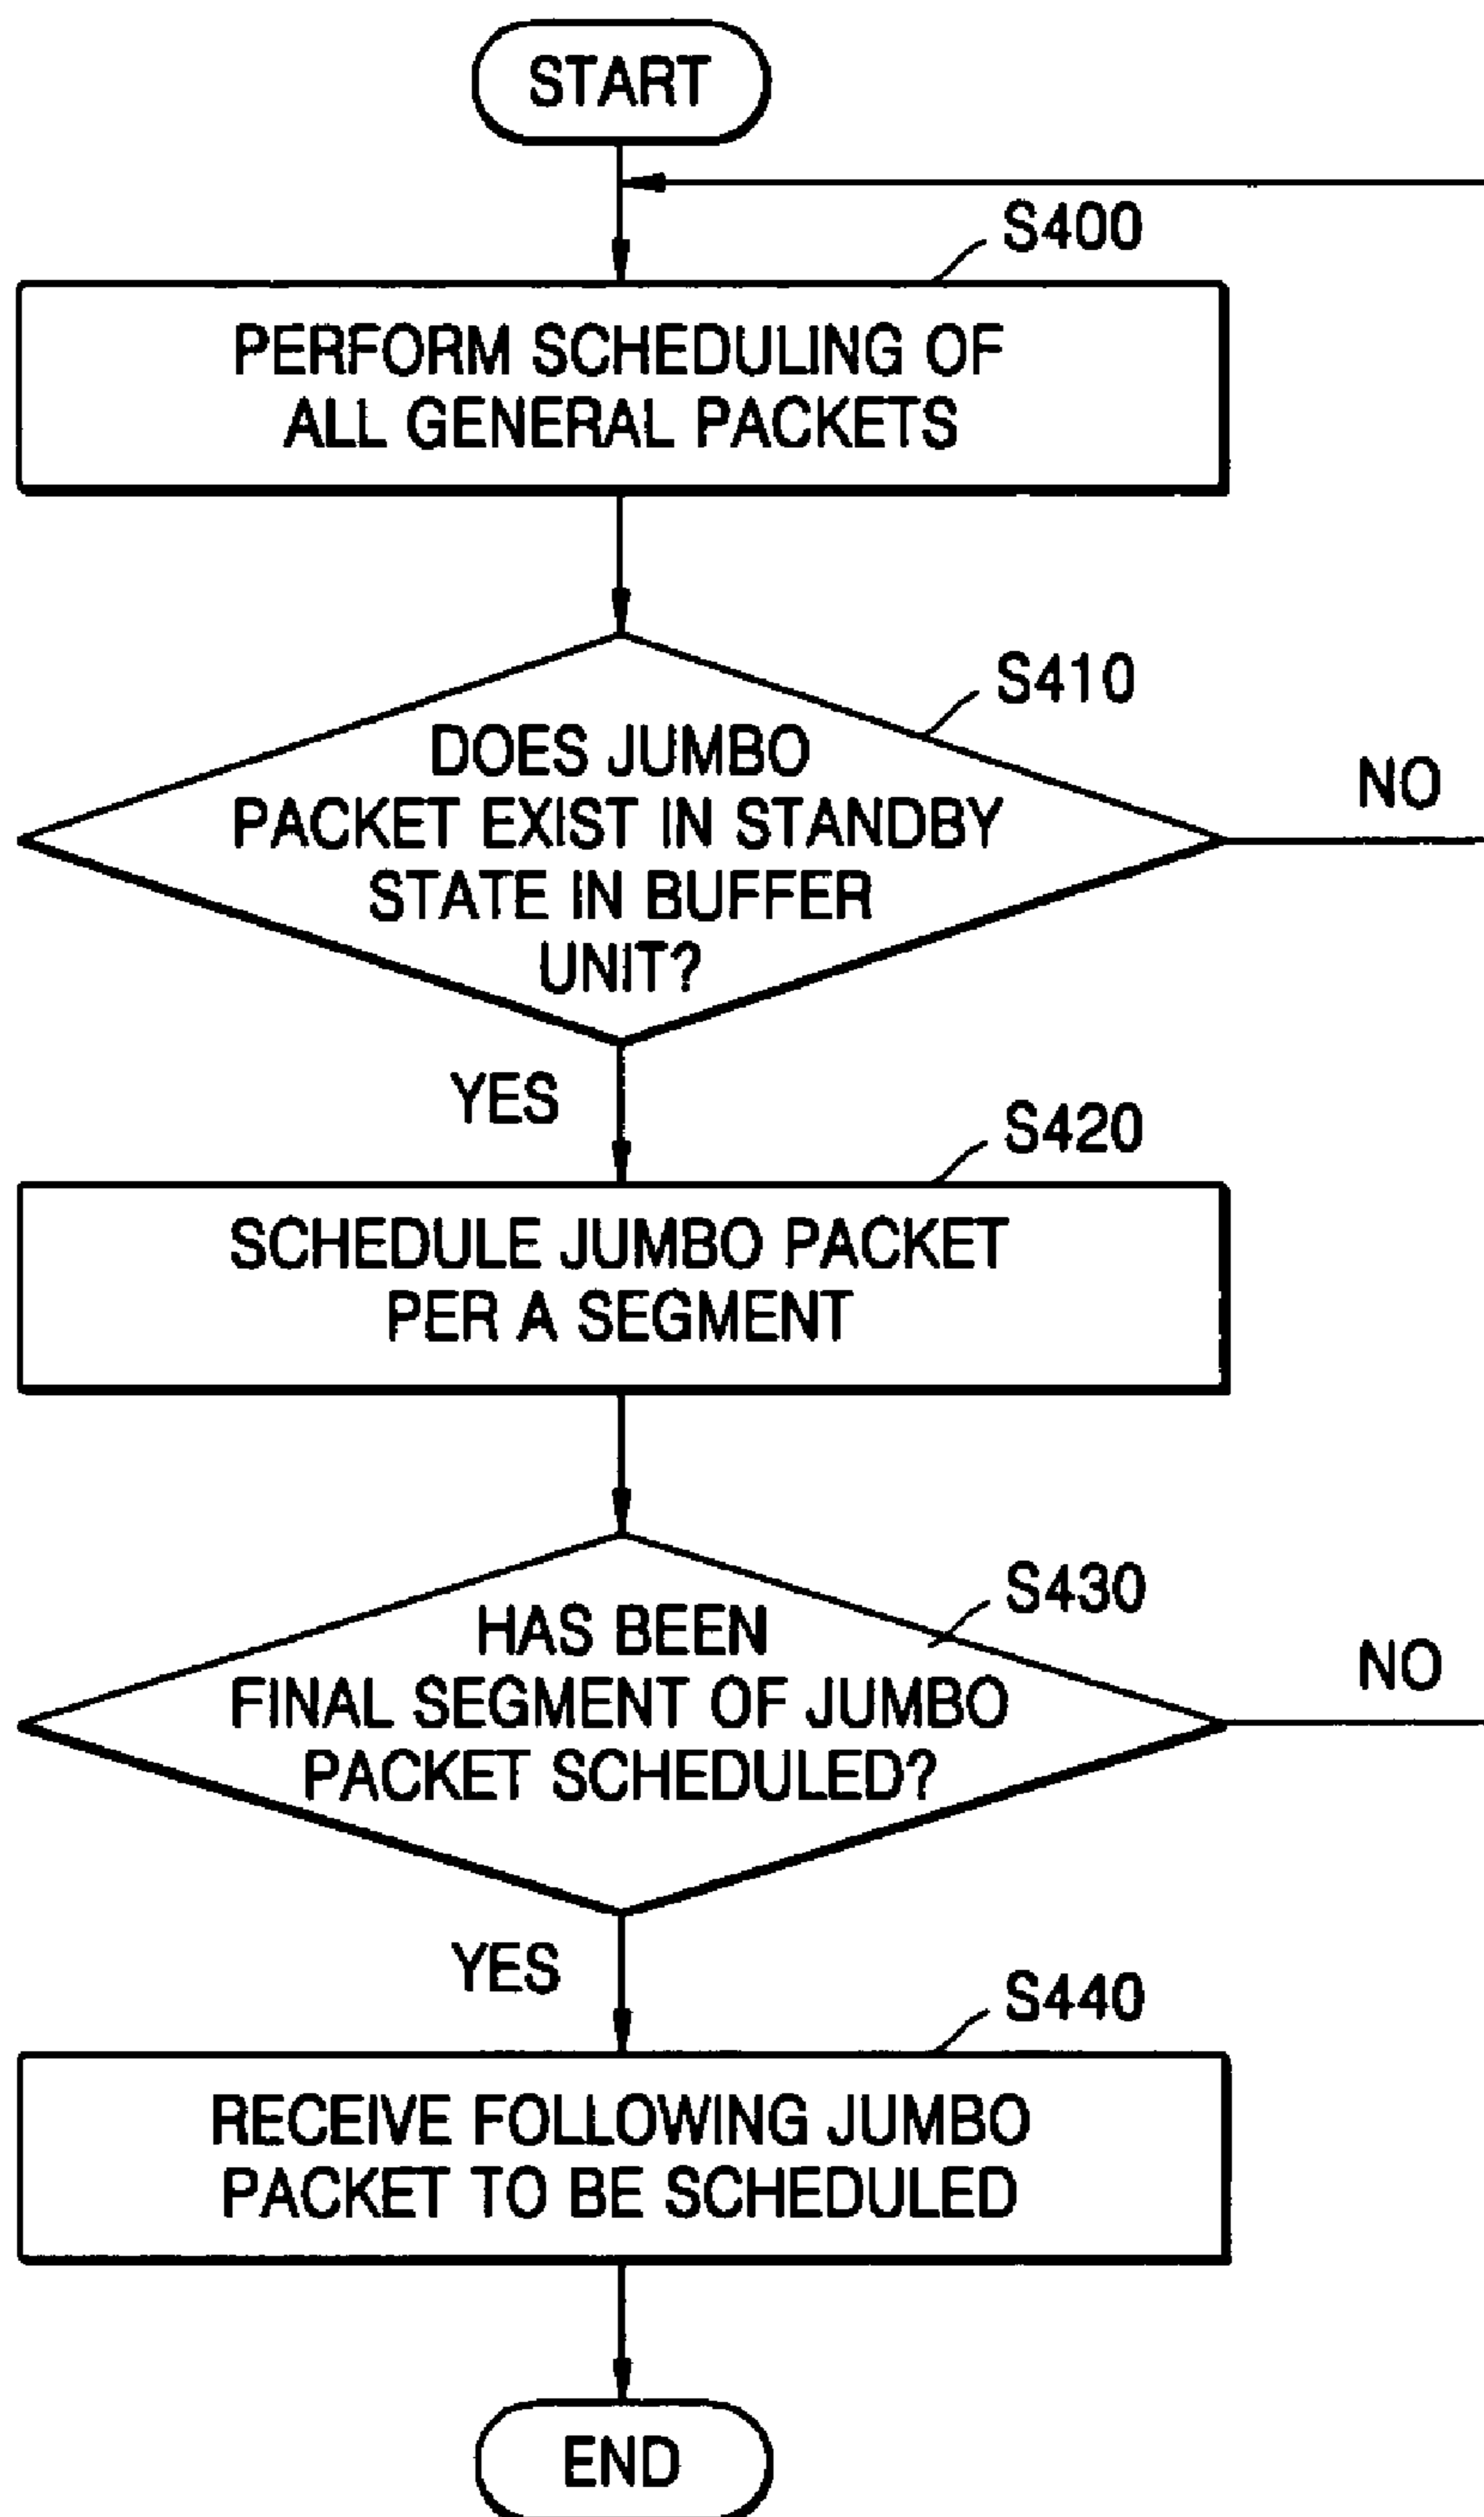 START
S400
PERFORM SCHEDULING OF
ALL GENERAL PACKETS
S410
DOES JUMBO
PACKET EXIST IN STANDBY
STATE IN BUFFER
UNIT?
NO
YES
S420
SCHEDULE JUMBO PACKET
PER A SEGMENT
S430
HAS BEEN
FINAL SEGMENT OF JUMBO
PACKET SCHEDULED?
NO
YES
S440
RECEIVE FOLLOWING JUMBO
PACKET TO BE SCHEDULED
END